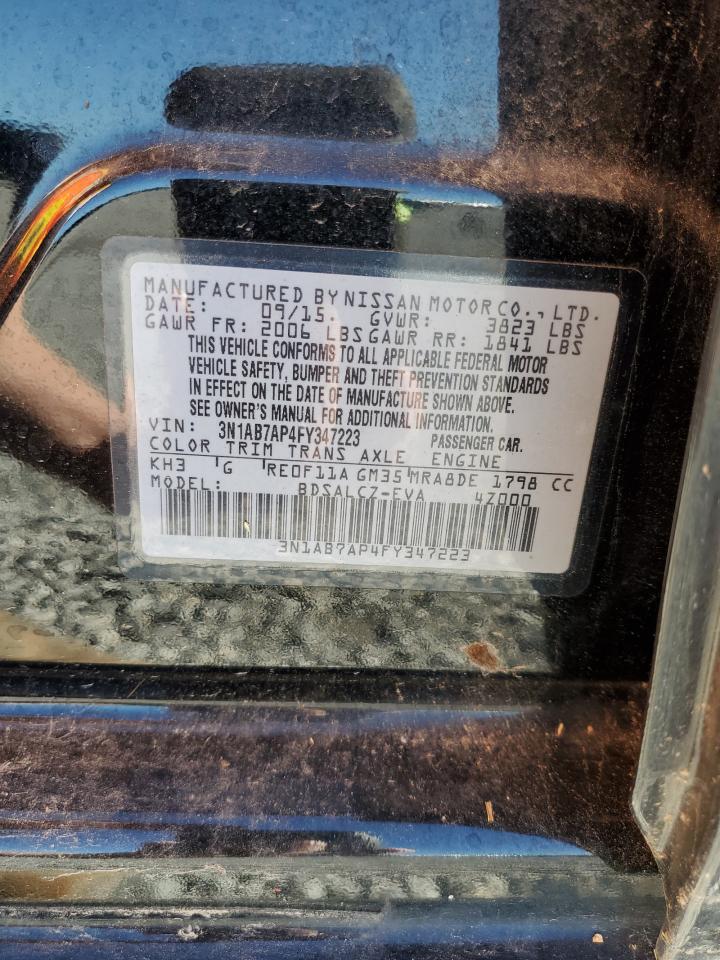 MANUFACTURED BY NISSAN MOTOR CO., LTD.
DATE: 09/15. GVWR: 3823 LBS
GAWR FR: 2006 LBS GAWR RR: 1841 LBS
THIS VEHICLE CONFORMS TO ALL APPLICABLE FEDERAL MOTOR
VEHICLE SAFETY, BUMPER AND THEFT PREVENTION STANDARDS
IN EFFECT ON THE DATE OF MANUFACTURE SHOWN ABOVE.
SEE OWNER'S MANUAL FOR ADDITIONAL INFORMATION.
VIN: 3N1AB7AP4FY347223 PASSENGER CAR.
COLOR TRIM TRANS AXLE ENGINE
KH3 G RE0F11A GM35 MRA8DE 1798 CC
MODEL: BDSALCZ-EVA 47000
3N1AB7AP4FY347223